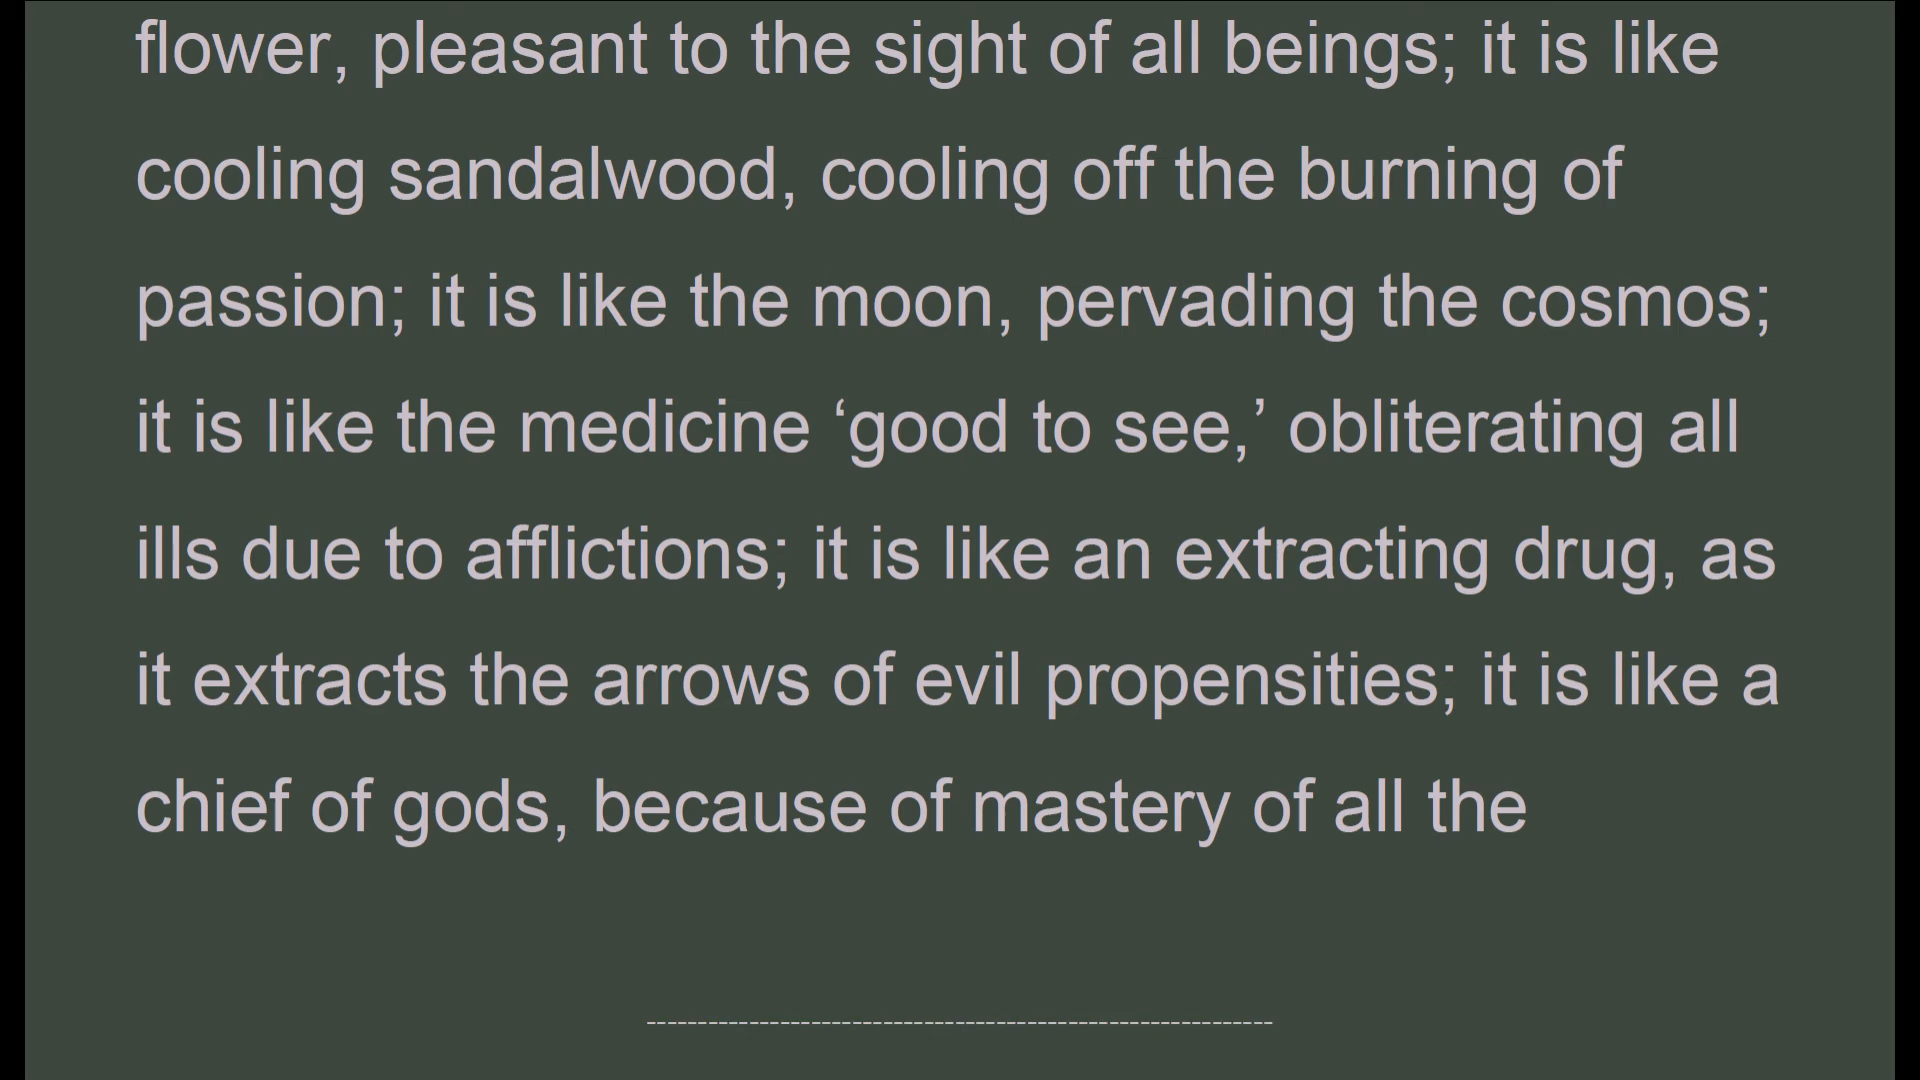 flower, pleasant to the sight of all beings; it is like
cooling sandalwood, cooling off the burning of
passion; it is like the moon, pervading the cosmos;
it is like the medicine ‘good to see,’ obliterating all
ills due to afflictions; it is like an extracting drug, as
it extracts the arrows of evil propensities; it is like a
chief of gods, because of mastery of all the
------------------------------------------------------------